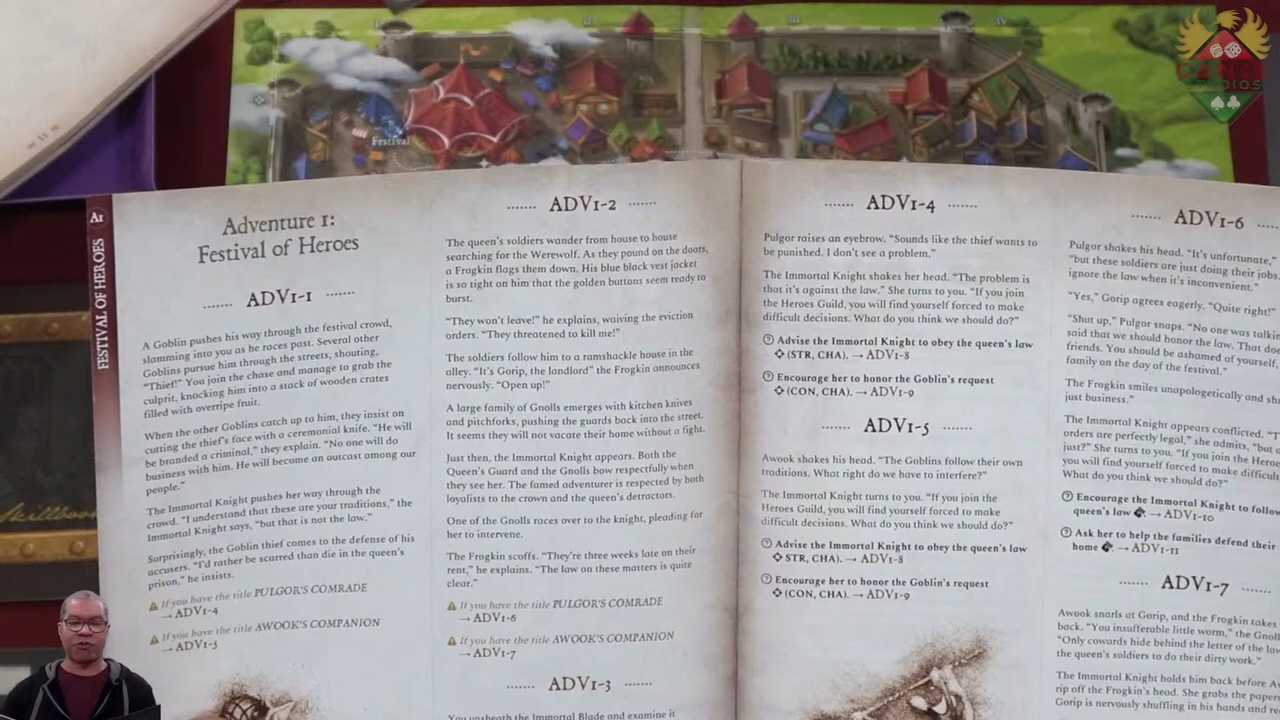 I
II
III
IV
CANT
STUDIOS
Festival
A1
FESTIVAL OF HEROES
Adventure 1:
Festival of Heroes
ADV1-1
A Goblin pushes his way through the festival crowd,
slamming into you as he races past. Several other
Goblins pursue him through the streets, shouting,
"Thief!" You join the chase and manage to grab the
culprit, knocking him into a stack of wooden crates
filled with overripe fruit.
When the other Goblins catch up to him, they insist on
cutting the thief's face with a ceremonial knife. "He will
be branded a criminal," they explain. "No one will do
business with him. He will become an outcast among our
people."
The Immortal Knight pushes her way through the
crowd. "I understand that these are your traditions," the
Immortal Knight says, "but that is not the law."
Surprisingly, the Goblin thief comes to the defense of his
accusers. "I'd rather be scarred than die in the queen's
prison," he insists.
If you have the title PULGOR'S COMRADE
→ ADV1-4
If you have the title AWOOK'S COMPANION
→ ADV1-5
ADV1-2
The queen's soldiers wander from house to house
searching for the Werewolf. As they pound on the doors,
a Frogkin flags them down. His blue black vest jacket
is so tight on him that the golden buttons seem ready to
burst.
"They won't leave!" he explains, waiving the eviction
orders. "They threatened to kill me!"
The soldiers follow him to a ramshackle house in the
alley. "It's Gorip, the landlord" the Frogkin announces
nervously. "Open up!"
A large family of Gnolls emerges with kitchen knives
and pitchforks, pushing the guards back into the street.
It seems they will not vacate their home without a fight.
Just then, the Immortal Knight appears. Both the
Queen's Guard and the Gnolls bow respectfully when
they see her. The famed adventurer is respected by both
loyalists to the crown and the queen's detractors.
One of the Gnolls races over to the knight, pleading for
her to intervene.
The Frogkin scoffs. "They're three weeks late on their
rent," he explains. "The law on these matters is quite
clear."
If you have the title PULGOR'S COMRADE
→ ADV1-6
If you have the title AWOOK'S COMPANION
→ ADV1-7
ADV1-3
You unsheath the Immortal Blade and examine it
ADV1-4
Pulgor raises an eyebrow. "Sounds like the thief wants to
be punished. I don't see a problem."
The Immortal Knight shakes her head. "The problem is
that it's against the law." She turns to you. "If you join
the Heroes Guild, you will find yourself forced to make
difficult decisions. What do you think we should do?"
Advise the Immortal Knight to obey the queen's law
(STR, CHA). → ADV1-8
Encourage her to honor the Goblin's request
(CON, CHA). → ADV1-9
ADV1-5
Awook shakes his head. "The Goblins follow their own
traditions. What right do we have to interfere?"
The Immortal Knight turns to you. "If you join the
Heroes Guild, you will find yourself forced to make
difficult decisions. What do you think we should do?"
Advise the Immortal Knight to obey the queen's law
STR, CHA). → ADV1-8
Encourage her to honor the Goblin's request
(CON, CHA). → ADV1-9
ADV1-6
Pulgor shakes his head. "It's unfortunate,"
"but these soldiers are just doing their jobs
ignore the law when it's inconvenient."
"Yes," Gorip agrees eagerly. "Quite right!"
"Shut up," Pulgor snaps. "No one was talking
said that we should honor the law. That
friends. You should be ashamed of yourself,
family on the day of the festival."
The Frogkin smiles unapologetically and
just business."
The Immortal Knight appears conflicted.
orders are perfectly legal," she admits, "but
just?" She turns to you. "If you join the Heroes
you will find yourself forced to make difficult
What do you think we should do?"
Encourage the Immortal Knight to follow
queen's law → ADV1-10
Ask her to help the families defend their
home → ADV1-11
ADV1-7
Awook snarls at Gorip, and the Frogkin takes
back. "You insufferable little worm," the Gnoll
"Only cowards hide behind the letter of the law
the queen's soldiers to do their dirty work."
The Immortal Knight holds him back before
rip off the Frogkin's head. She grabs the papers
Gorip is nervously shuffling in his hands and